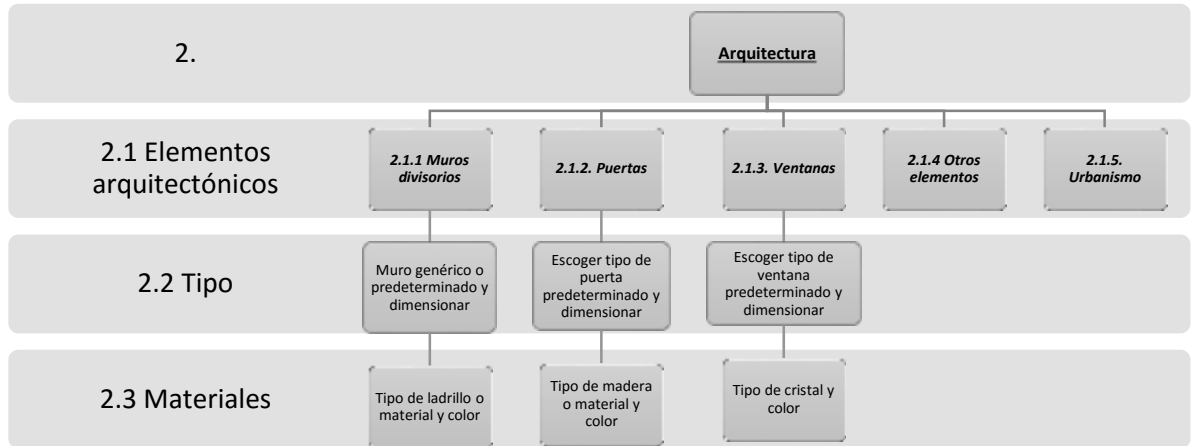 2.
Arquitectura
2.1 Elementos
arquitectónicos
2.1.1 Muros
divisorios
2.1.2. Puertas
2.1.3. Ventanas
2.1.4 Otros
elementos
2.1.5.
Urbanismo
2.2 Tipo
Muro genérico o
predeterminado y
dimensionar
Escoger tipo de
puerta
predeterminado y
dimensionar
Escoger tipo de
ventana
predeterminado y
dimensionar
2.3 Materiales
Tipo de ladrillo o
material y color
Tipo de madera
o material y
color
Tipo de cristal y
color